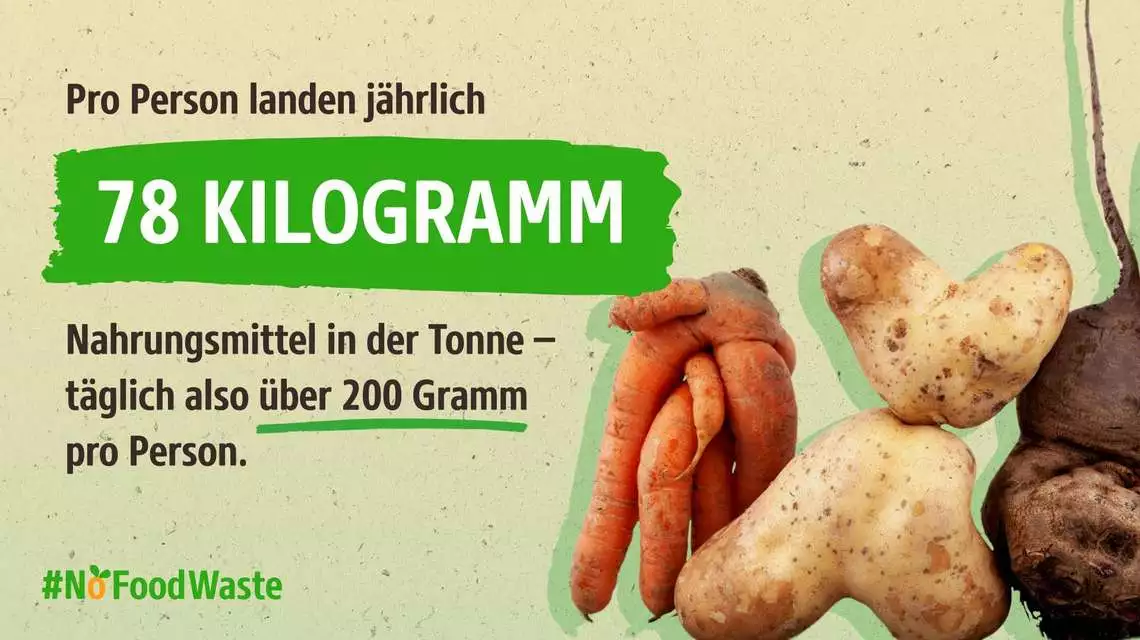 Pro Person landen jährlich
78 KILOGRAMM
Nahrungsmittel in der Tonne –
täglich also über 200 Gramm
pro Person.
#NoFoodWaste